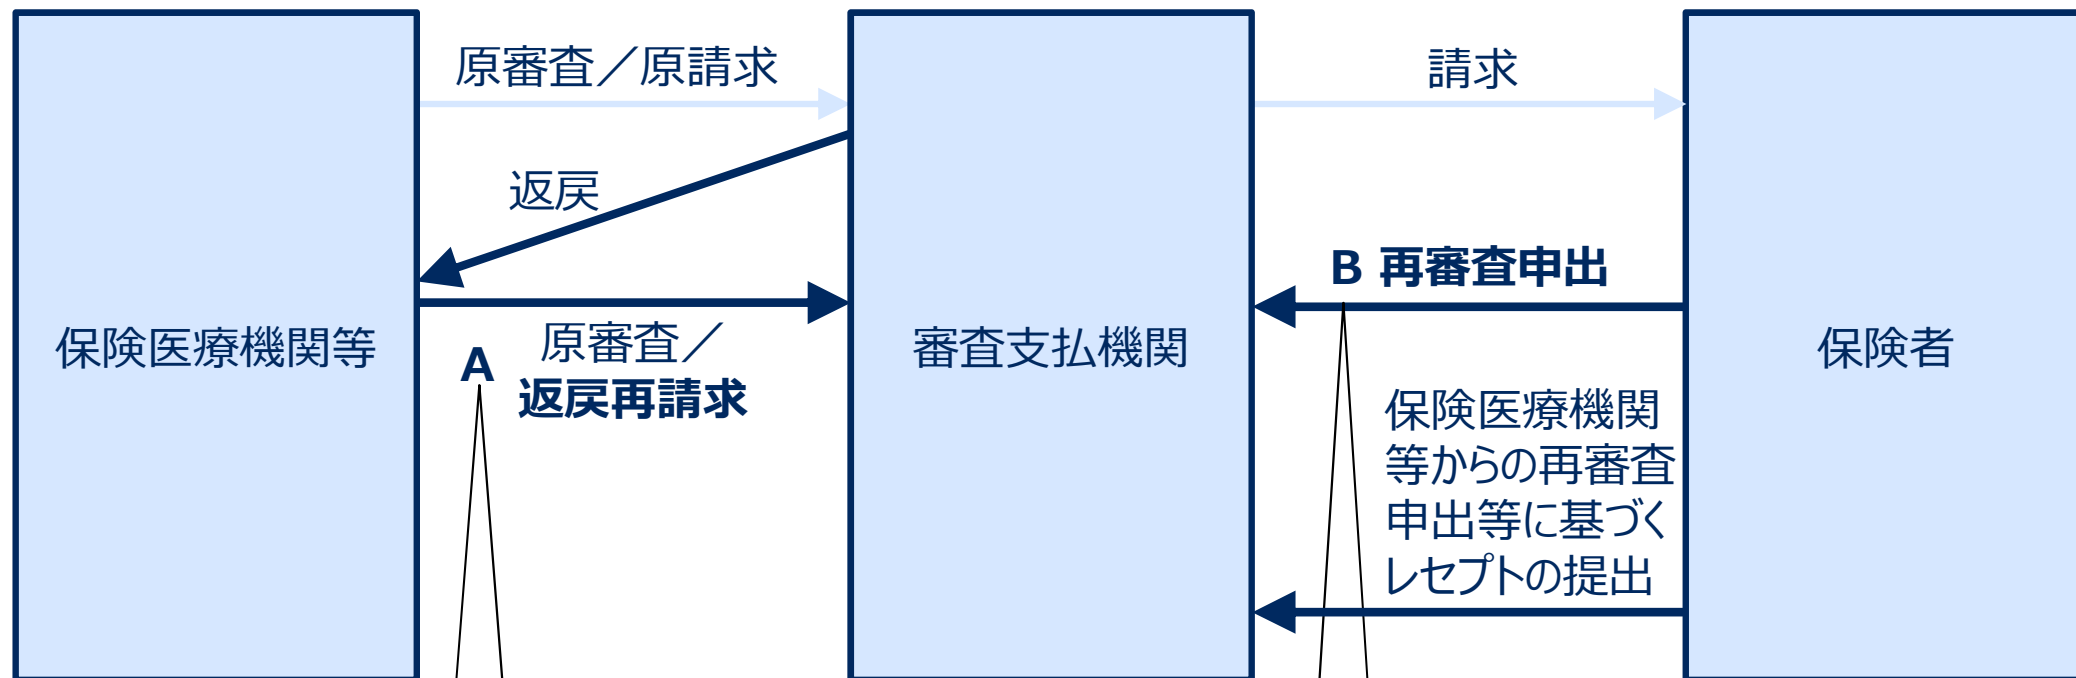 原審査／原請求
請求
返戻
B 再審査申出
保険医療機関等
A
原審査／
返戻再請求
審査支払機関
保険者
保険医療機関
等からの再審査
申出等に基づく
レセプトの提出